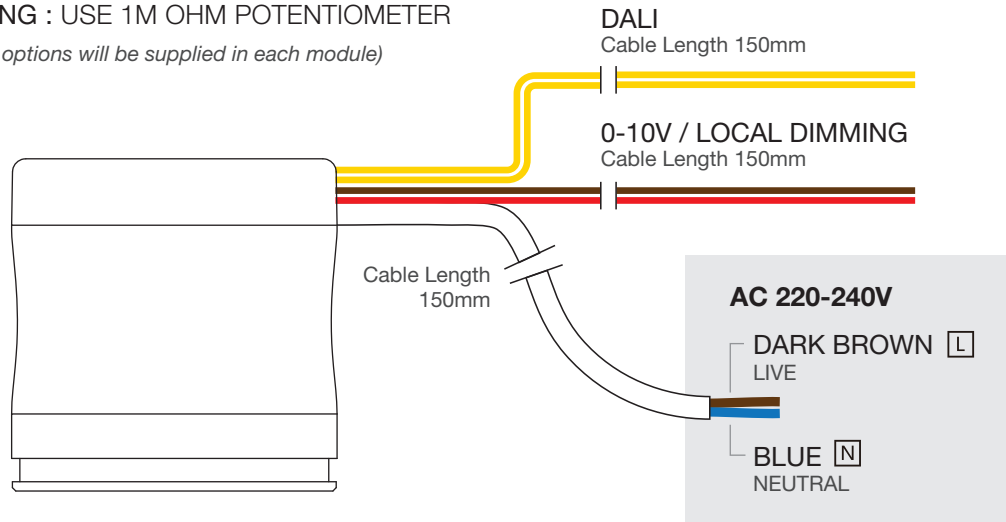 NG : USE 1M OHM POTENTIOMETER
options will be supplied in each module)
DALI
Cable Length 150mm
0-10V / LOCAL DIMMING
Cable Length 150mm
Cable Length
150mm
AC 220-240V
DARK BROWN L
LIVE
BLUE N
NEUTRAL